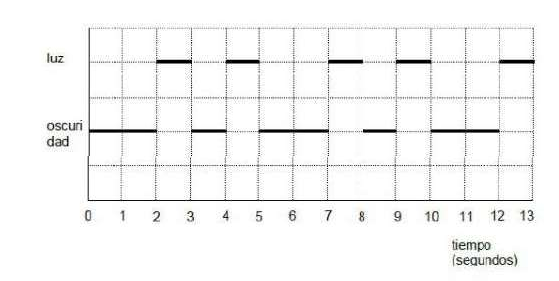 luz
oscuri
dad
0 1 2 3 4 5 6 7 8 9 10 11 12 13
tiempo
(segundos)